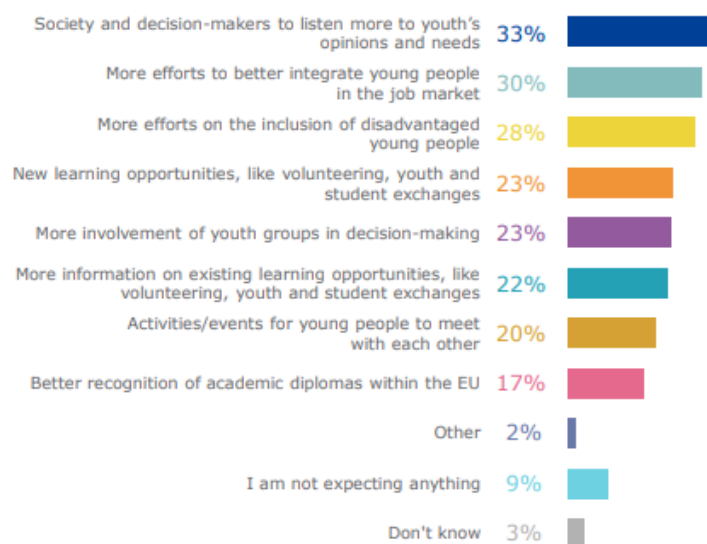 Society and decision-makers to listen more to youth's
opinions and needs
33%
More efforts to better integrate young people
in the job market
30%
More efforts on the inclusion of disadvantaged
young people
28%
New learning opportunities, like volunteering, youth and
student exchanges
23%
More involvement of youth groups in decision-making
23%
More information on existing learning opportunities, like
volunteering, youth and student exchanges
22%
Activities/events for young people to meet
with each other
20%
Better recognition of academic diplomas within the EU
17%
Other
2%
I am not expecting anything
9%
Don't know
3%